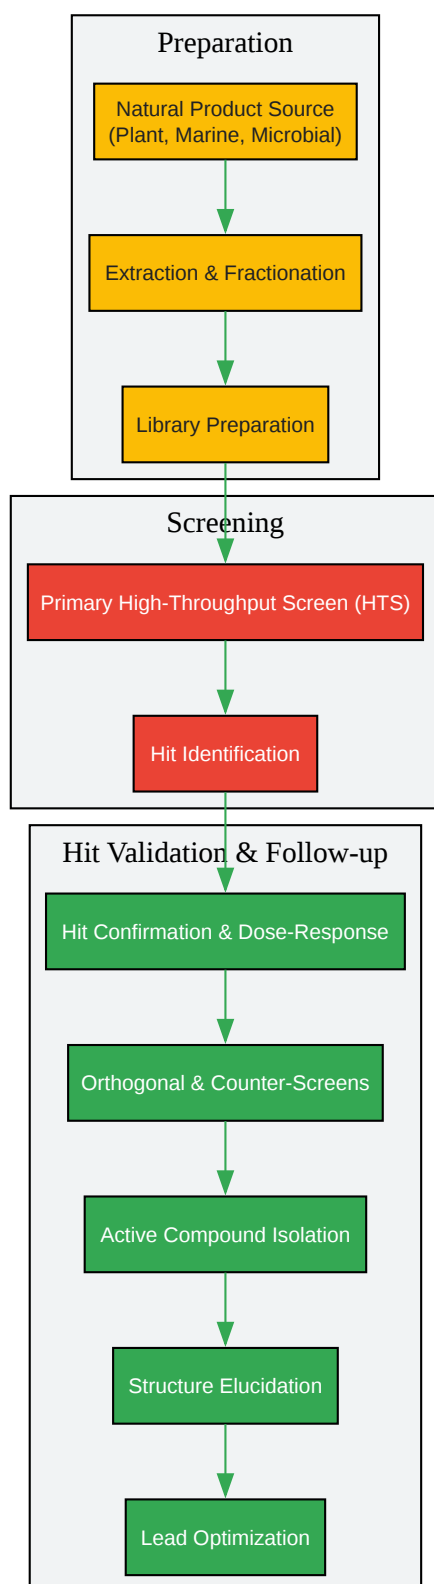 Preparation
Natural Product Source
(Plant, Marine, Microbial)
Extraction & Fractionation
Library Preparation
Screening
Primary High-Throughput Screen (HTS)
Hit Identification
Hit Validation & Follow-up
Hit Confirmation & Dose-Response
Orthogonal & Counter-Screens
Active Compound Isolation
Structure Elucidation
Lead Optimization